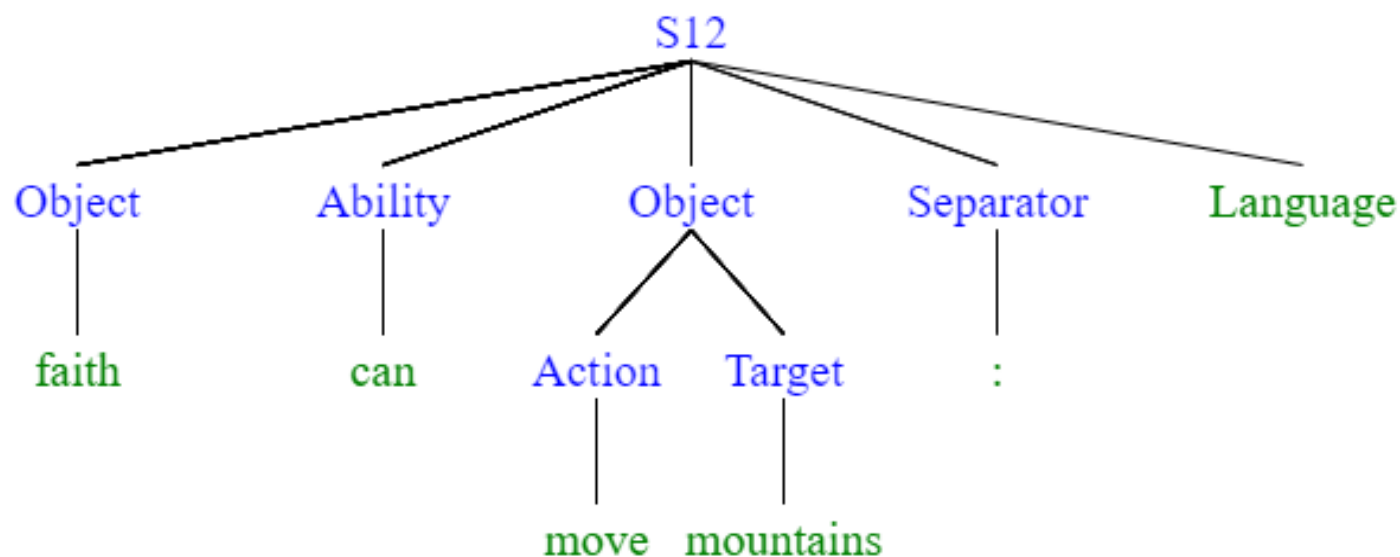 S12
Object Ability Object Separator Language
faith can Action Target :
move mountains